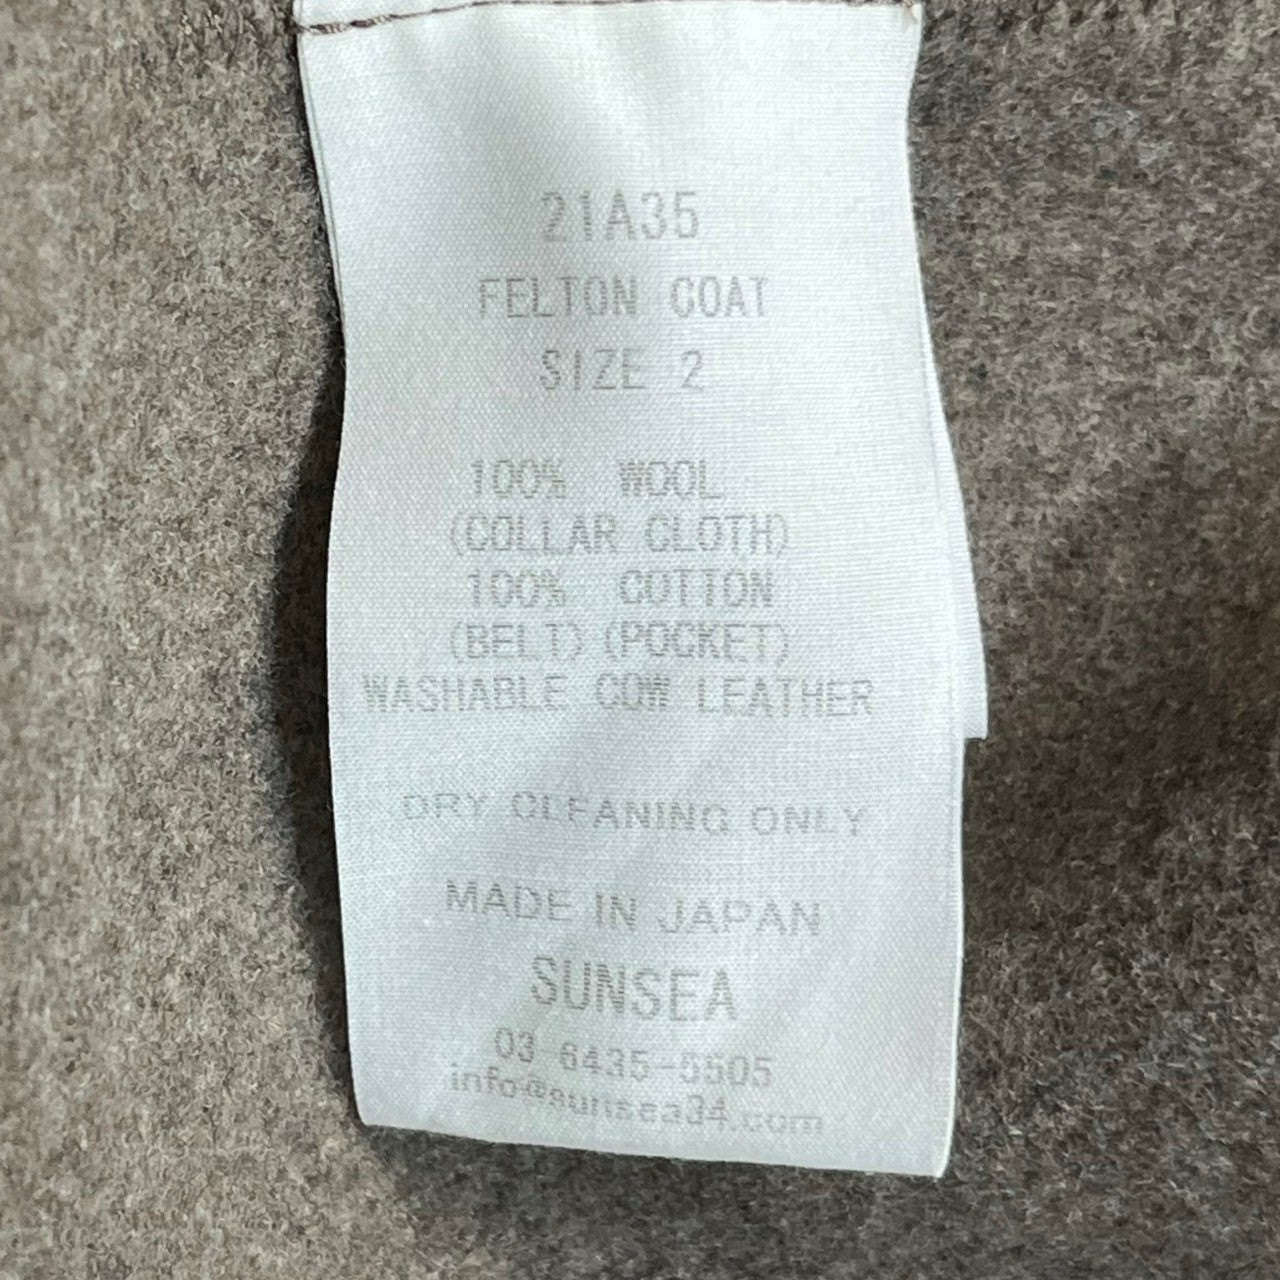 21A35
FELTON COAT
SIZE 2
100% WOOL
(COLLAR CLOTH)
100% COTTON
(BELT)(POCKET)
WASHABLE COW LEATHER
DRY CLEANING ONLY
MADE IN JAPAN
SUNSEA
03-6435-5505
info@sunsea34.com